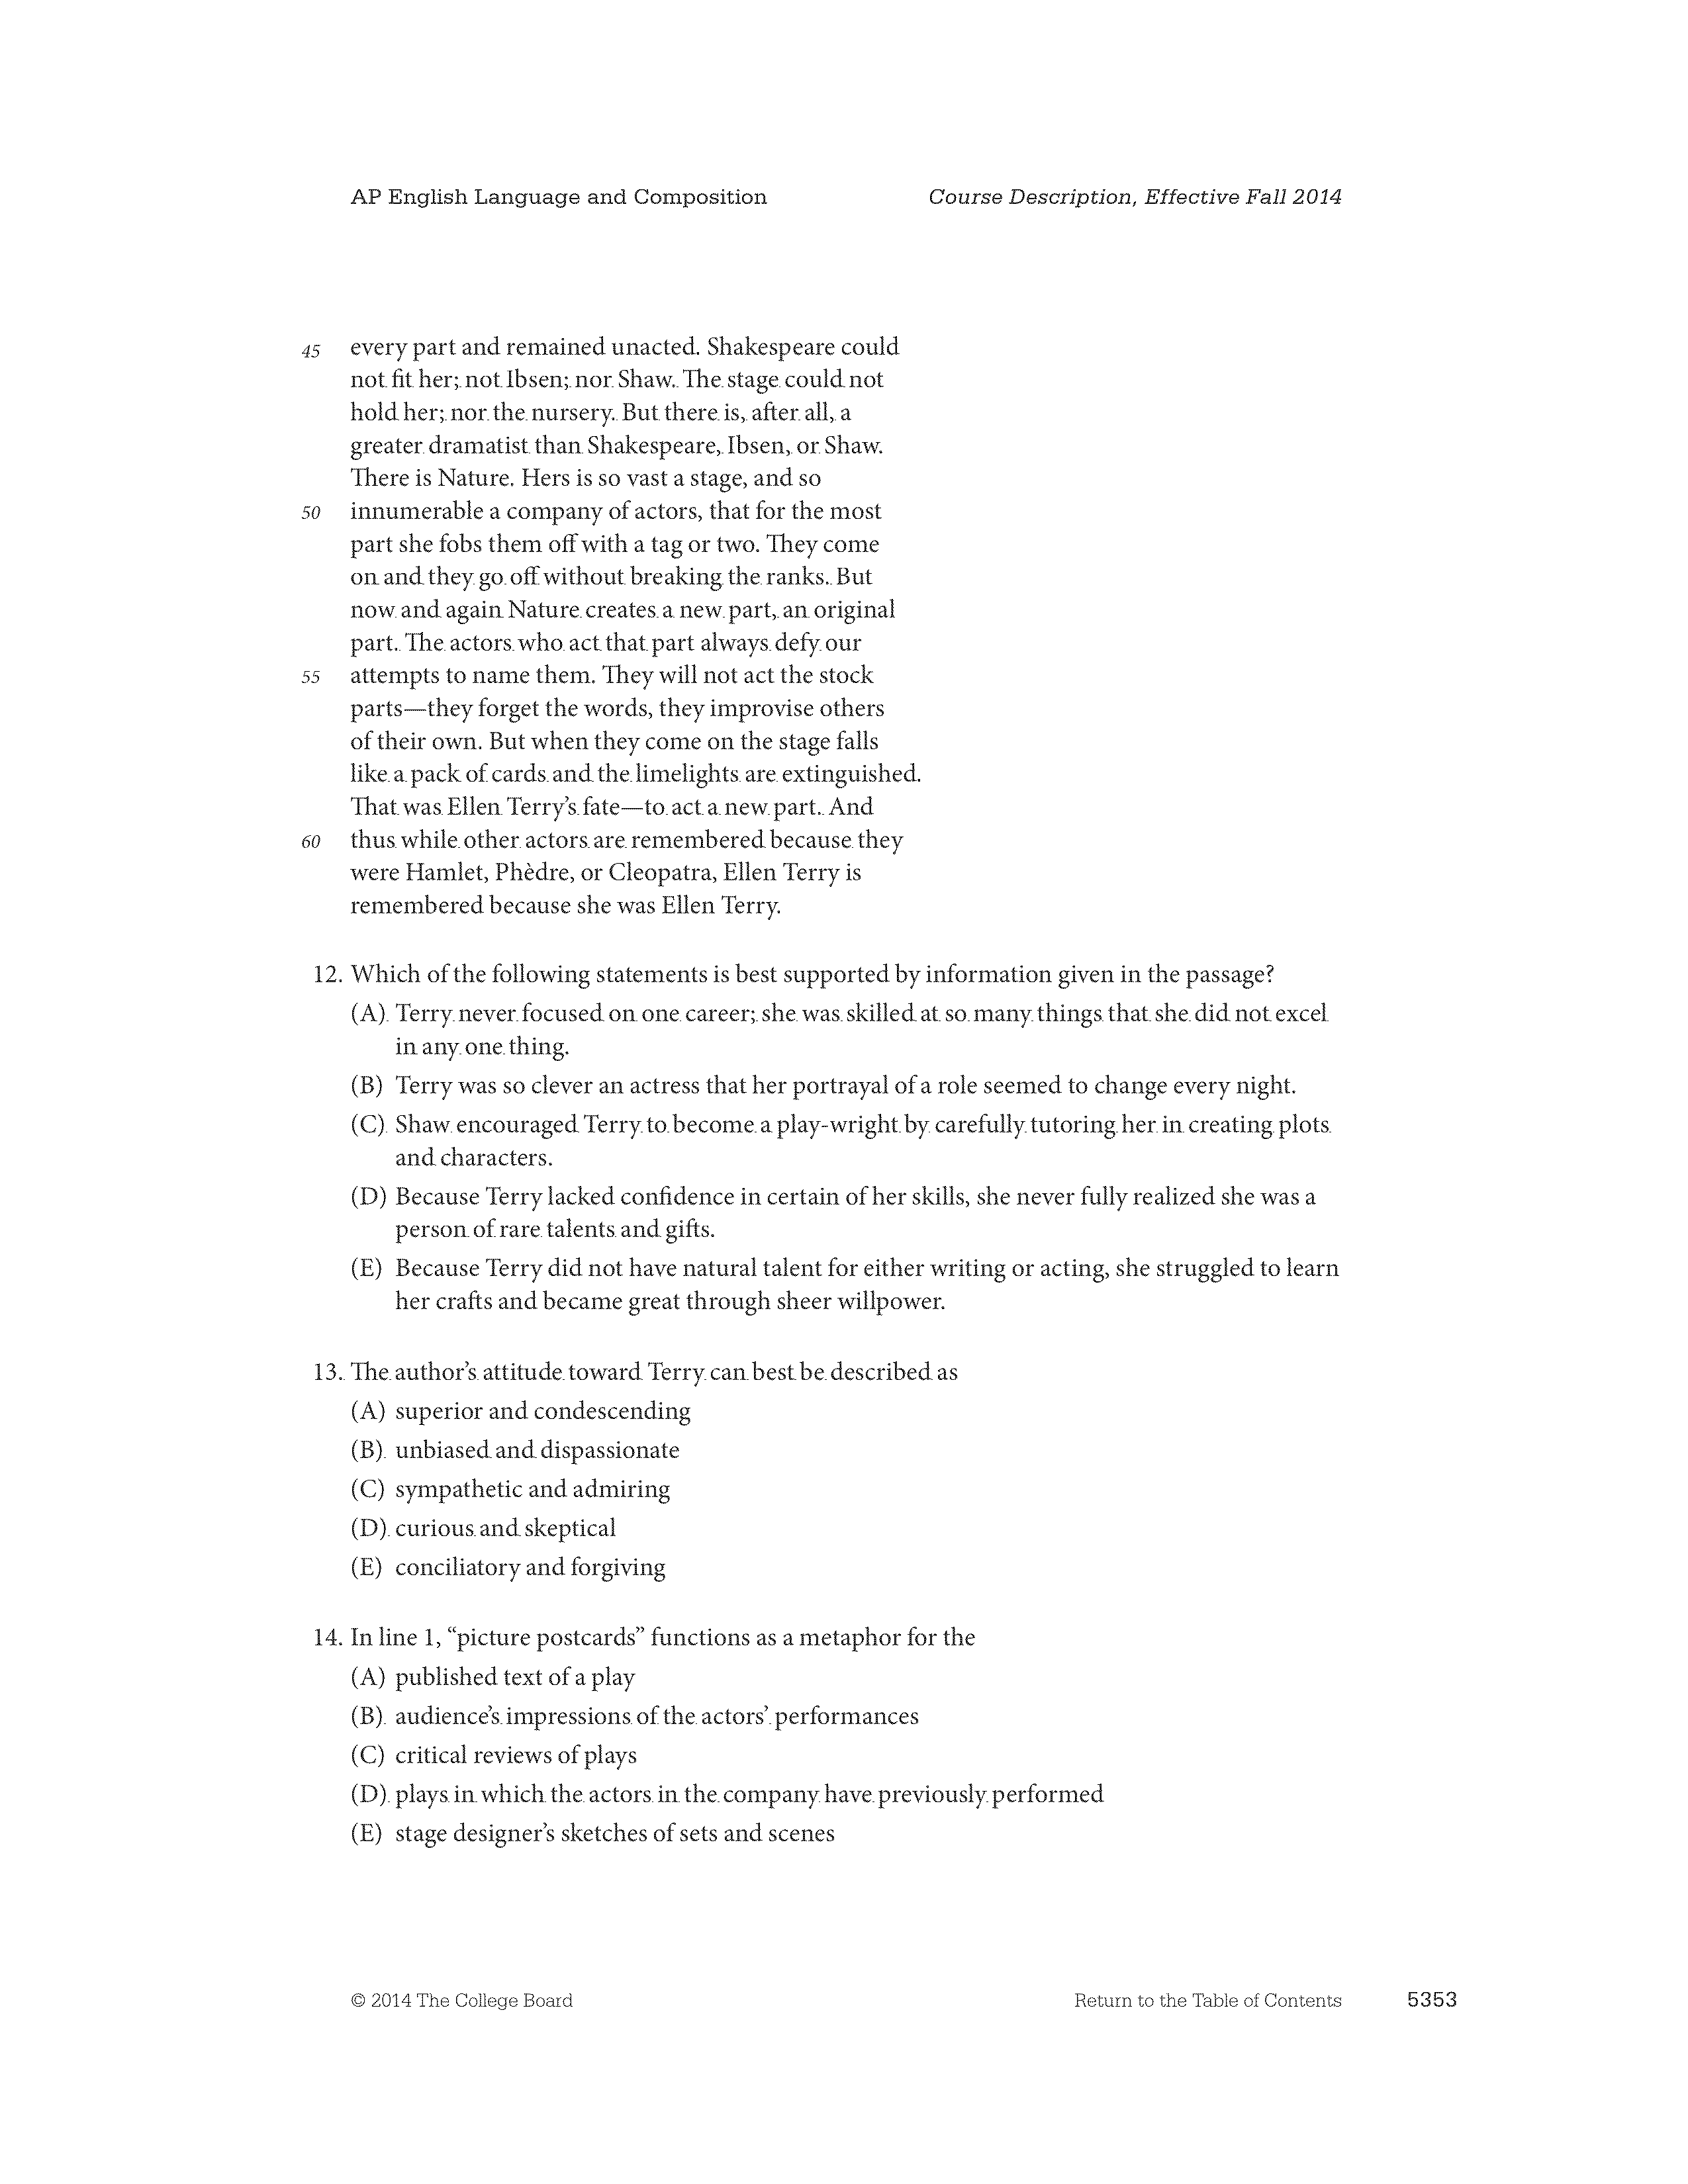 AP English Language and Composition Course Description, Effective Fall 2014
45 every part and remained unacted. Shakespeare could
not fit her; not Ibsen; nor Shaw. The stage could not
hold her; nor the nursery. But there is, after all, a
greater dramatist than Shakespeare, Ibsen, or Shaw.
There is Nature. Hers is so vast a stage, and so
50 innumerable a company of actors, that for the most
part she fobs them off with a tag or two. They come
on and they go off without breaking the ranks. But
now and again Nature creates a new part, an original
part. The actors who act that part always defy our
55 attempts to name them. They will not act the stock
parts—they forget the words, they improvise others
of their own. But when they come on the stage falls
like a pack of cards and the limelights are extinguished.
That was Ellen Terry’s fate—to act a new part. And
60 thus while other actors are remembered because they
were Hamlet, Phèdre, or Cleopatra, Ellen Terry is
remembered because she was Ellen Terry.
12. Which of the following statements is best supported by information given in the passage?
(A) Terry never focused on one career; she was skilled at so many things that she did not excel
in any one thing.
(B) Terry was so clever an actress that her portrayal of a role seemed to change every night.
(C) Shaw encouraged Terry to become a play-wright by carefully tutoring her in creating plots
and characters.
(D) Because Terry lacked confidence in certain of her skills, she never fully realized she was a
person of rare talents and gifts.
(E) Because Terry did not have natural talent for either writing or acting, she struggled to learn
her crafts and became great through sheer willpower.
13. The author’s attitude toward Terry can best be described as
(A) superior and condescending
(B) unbiased and dispassionate
(C) sympathetic and admiring
(D) curious and skeptical
(E) conciliatory and forgiving
14. In line 1, “picture postcards” functions as a metaphor for the
(A) published text of a play
(B) audience’s impressions of the actors’ performances
(C) critical reviews of plays
(D) plays in which the actors in the company have previously performed
(E) stage designer’s sketches of sets and scenes
© 2014 The College Board Return to the Table of Contents 5353